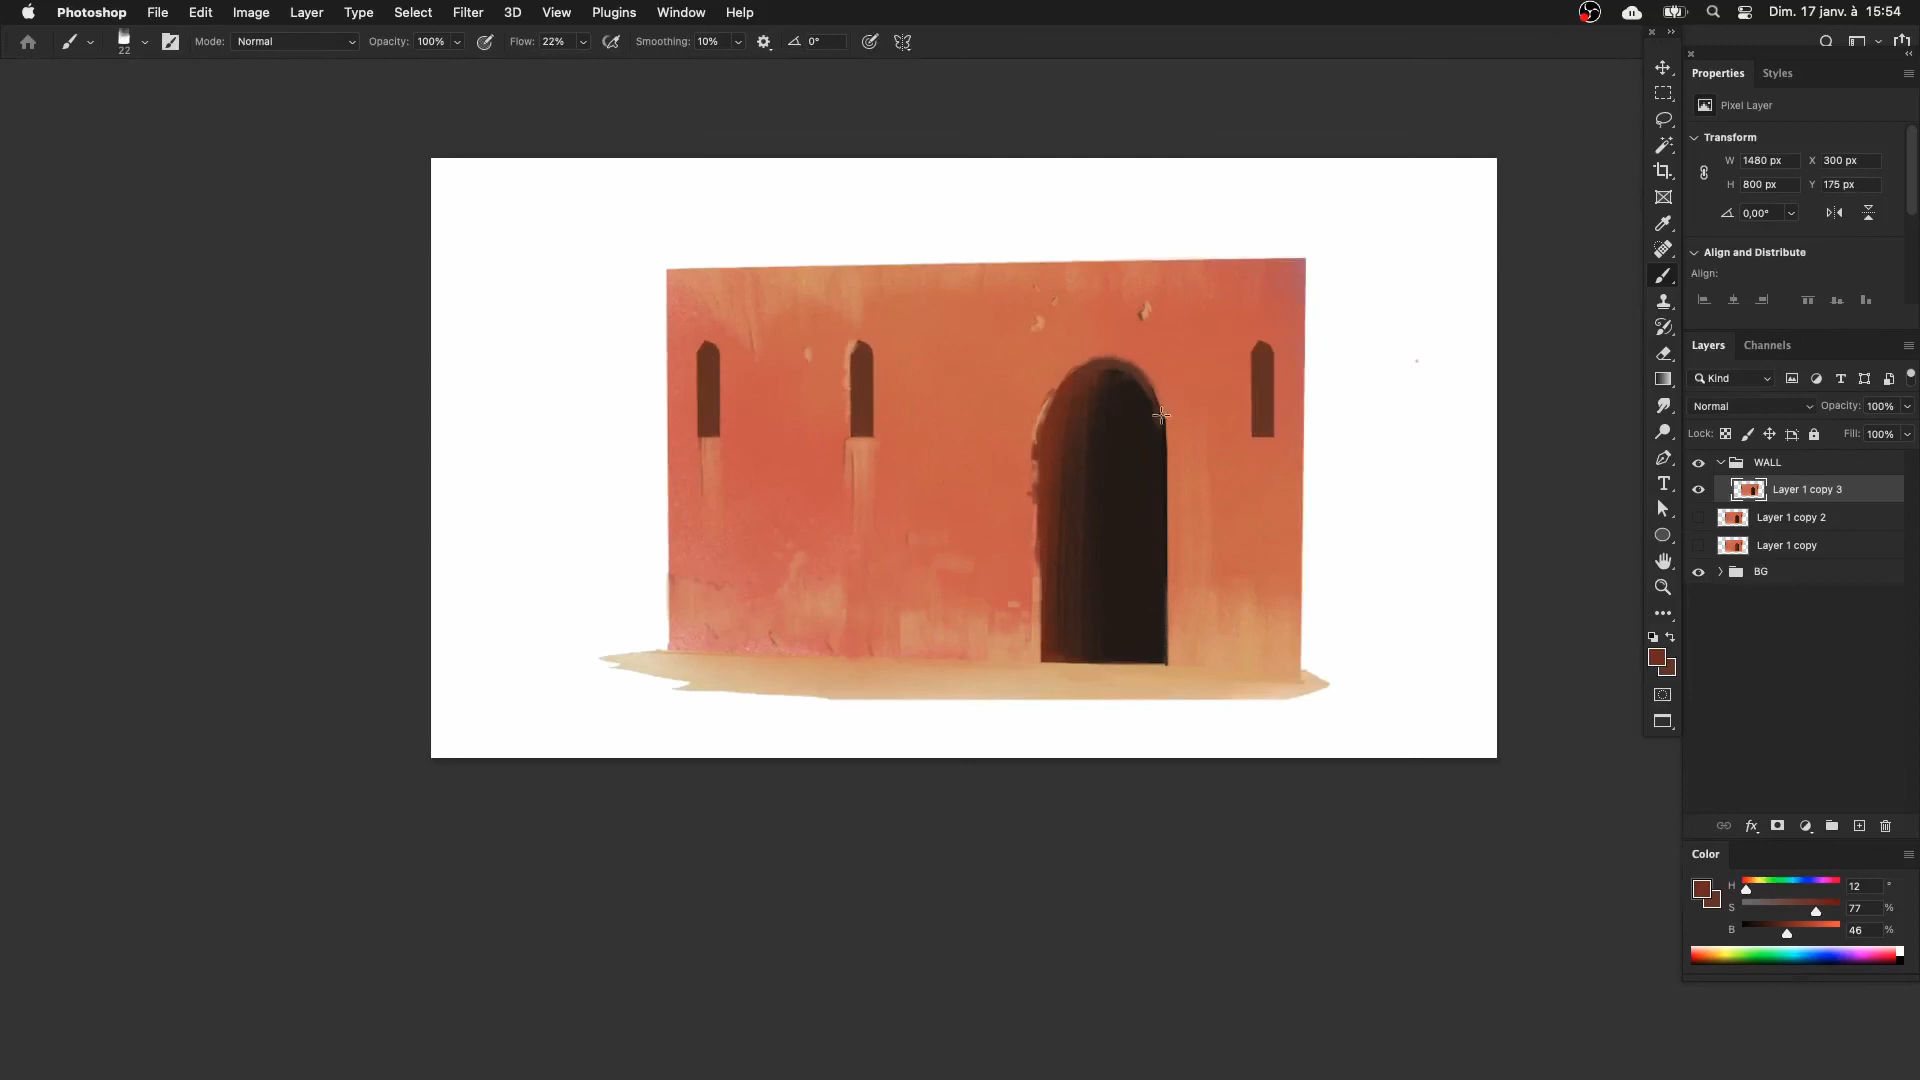 Photoshop File Edit Image Layer Type Select Filter 3D View Plugins Window Help Dim. 17 janv. à 15:54
22 Mode: Normal Opacity: 100% Flow: 22% Smoothing: 10% 0°
Properties Styles
Pixel Layer
Transform
W 1480 px X 300 px
H 800 px Y 175 px
0,00°
Align and Distribute
Align:
Layers Channels
Kind
Normal Opacity: 100%
Lock: Fill: 100%
WALL
Layer 1 copy 3
Layer 1 copy 2
Layer 1 copy
BG
fx
Color
H 12 °
S 77 %
B 46 %